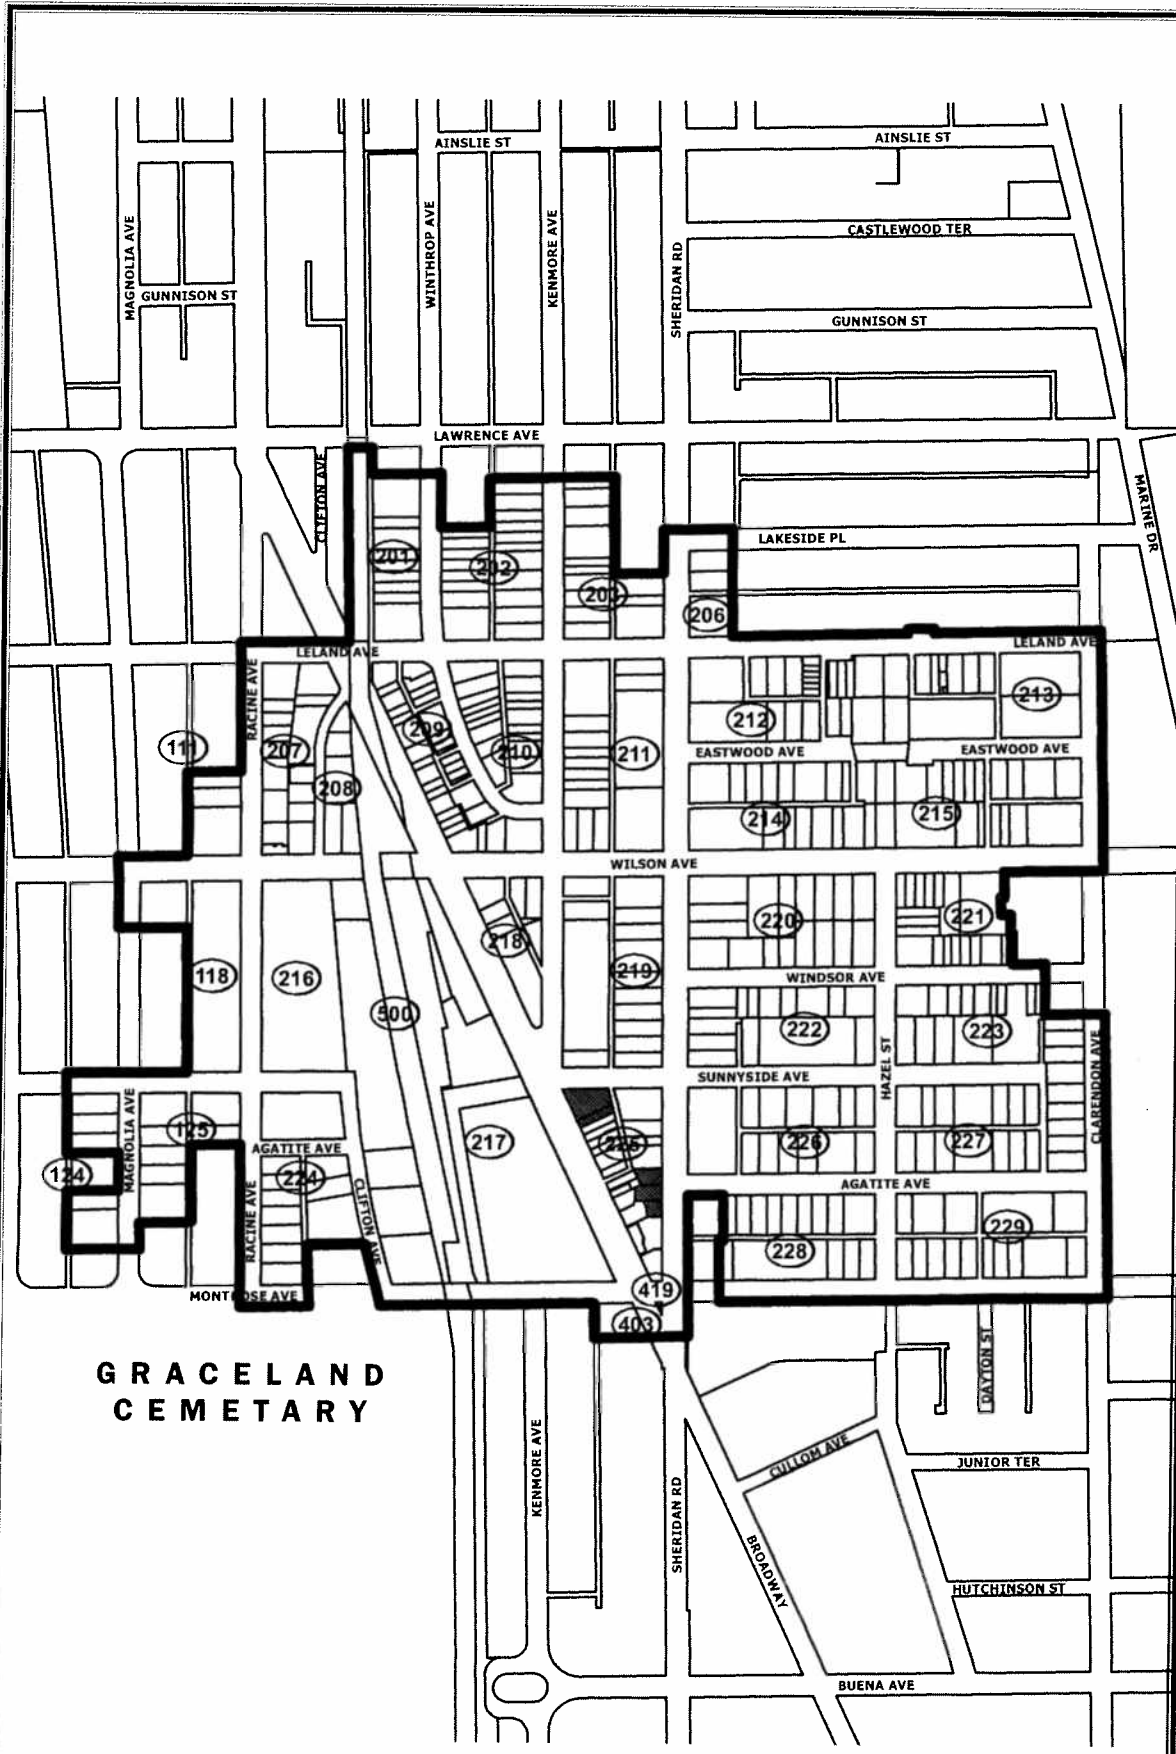 AINSLIE ST
AINSLIE ST
MAGNOLIA AVE
WINTHROP AVE
KENMORE AVE
SHERIDAN RD
CASTLEWOOD TER
GUNNISON ST
GUNNISON ST
LAWRENCE AVE
CLIFTON AVE
MARINE DR
LAKESIDE PL
201
202
203
206
LELAND AVE
LELAND AVE
RACINE AVE
213
212
111
207
209
210
211
EASTWOOD AVE
EASTWOOD AVE
208
214
215
WILSON AVE
220
221
218
118
216
219
WINDSOR AVE
500
222
223
HAZEL ST
CLARENDON AVE
SUNNYSIDE AVE
MAGNOLIA AVE
125
217
225
226
227
AGATITE AVE
124
224
AGATITE AVE
RACINE AVE
CLIFTON AVE
229
228
MONTROSE AVE
419
403
GRACELAND
CEMETARY
DAYTON ST
KENMORE AVE
SHERIDAN RD
CULLOM AVE
JUNIOR TER
BROADWAY
HUTCHINSON ST
BUENA AVE